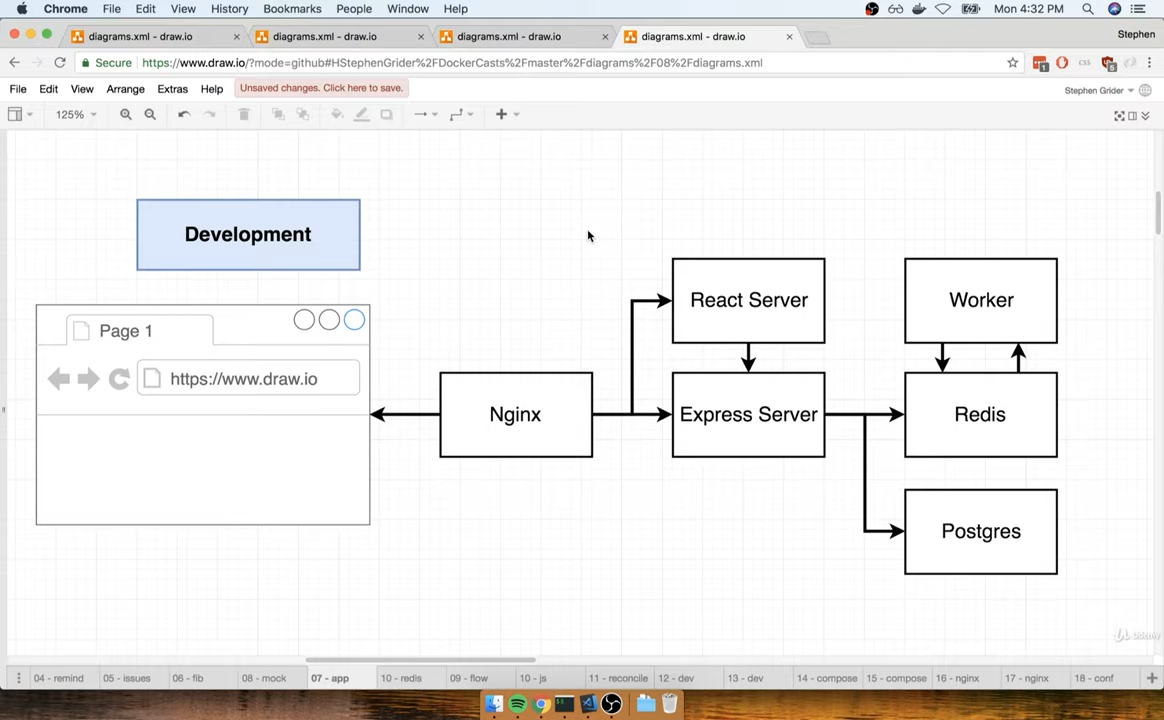 Chrome File Edit View History Bookmarks People Window Help Mon 4:32 PM
diagrams.xml - draw.io diagrams.xml - draw.io diagrams.xml - draw.io diagrams.xml - draw.io Stephen
Secure https://www.draw.io/?mode=github#HStephenGrider%2FDockerCasts%2Fmaster%2Fdiagrams%2F08%2Fdiagrams.xml
File Edit View Arrange Extras Help Unsaved changes. Click here to save. Stephen Grider
125%
Development
Page 1
https://www.draw.io
Nginx
React Server
Express Server
Worker
Redis
Postgres
Udemy
04 - remind 05 - issues 06 - fib 08 - mock 07 - app 10 - redis 09 - flow 10 - js 11 - reconcile 12 - dev 13 - dev 14 - compose 15 - compose 16 - nginx 17 - nginx 18 - conf